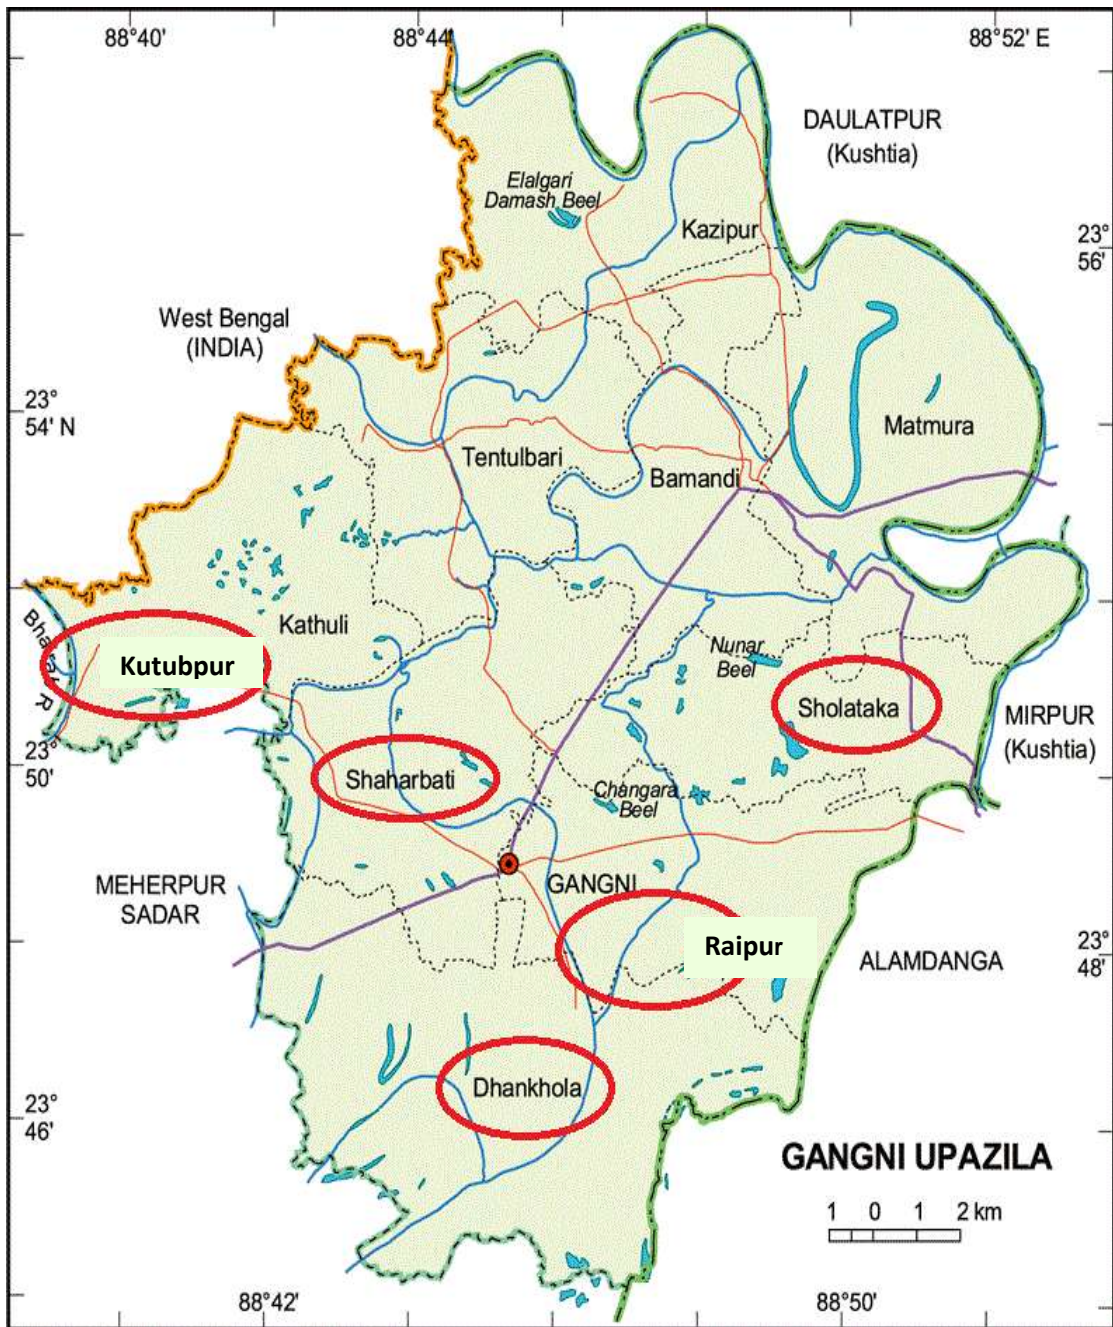 88°40'
88°44'
88°52' E
DAULATPUR
(Kushtia)
Elalgari
Damash Beel
Kazipur
23°
56'
West Bengal
(INDIA)
23°
54' N
Matmura
Tentulbari
Bamandi
Kathuli
Bhairab R
Kutubpur
Nunar
Beel
Sholataka
MIRPUR
(Kushtia)
23°
50'
Shaharbati
Changara
Beel
MEHERPUR
SADAR
GANGNI
Raipur
ALAMDANGA
23°
48'
Dhankhola
23°
46'
GANGNI UPAZILA
1 0 1 2 km
88°42'
88°50'